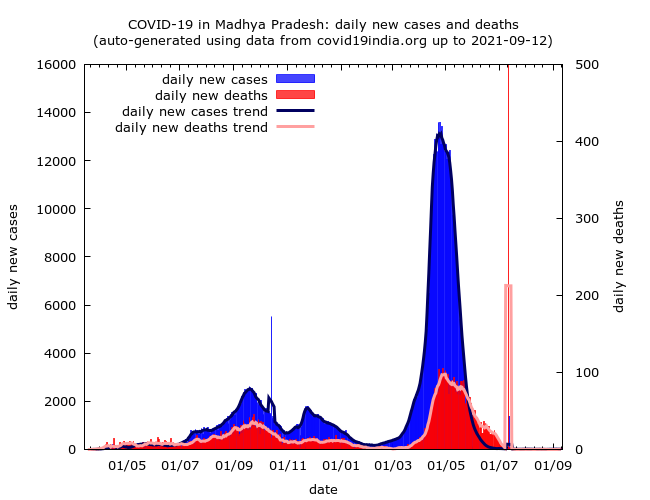 COVID-19 in Madhya Pradesh: daily new cases and deaths
(auto-generated using data from covid19india.org up to 2021-09-12)
daily new cases
daily new deaths
daily new cases trend
daily new deaths trend
16000
14000
12000
10000
8000
6000
4000
2000
0
daily new cases
500
400
300
200
100
0
daily new deaths
01/05 01/07 01/09 01/11 01/01 01/03 01/05 01/07 01/09
date